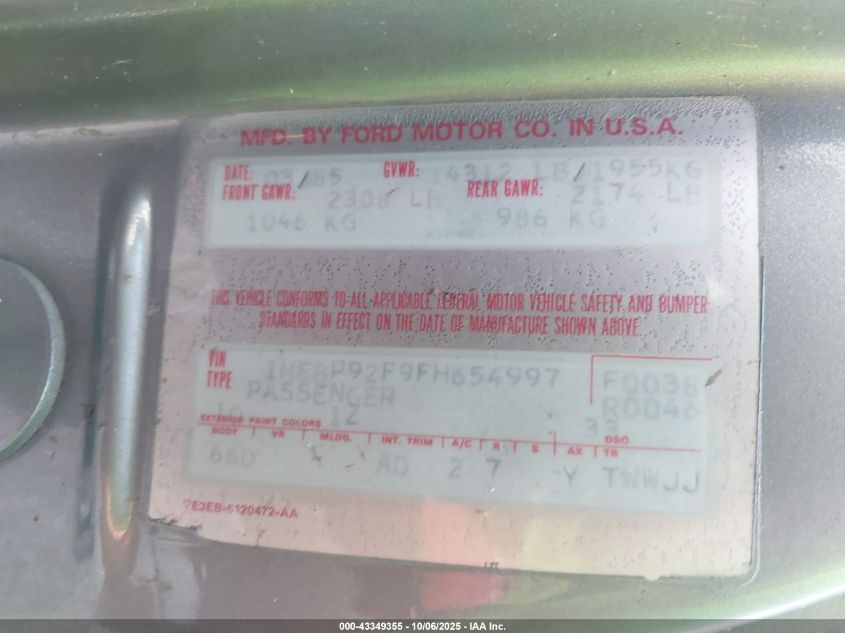 MFD. BY FORD MOTOR CO. IN U.S.A.
DATE: 03/85 GVWR: 4312 LB/1955KG
FRONT GAWR: 2308 LB REAR GAWR: 2174 LB
1046 KG 986 KG
THIS VEHICLE CONFORMS TO ALL APPLICABLE FEDERAL MOTOR VEHICLE SAFETY AND BUMPER
STANDARDS IN EFFECT ON THE DATE OF MANUFACTURE SHOWN ABOVE.
VIN 1MEBP92F9FH654997 F0038
TYPE PASSENGER R0046
EXTERIOR PAINT COLORS 1Z 33 DSO
BODY VR MLDG. INT. TRIM A/C R S AX TR
66D AD 2 7 Y TWWJJ
E3EB-6120472-AA
000-43349355 - 10/06/2025 - IAA Inc.